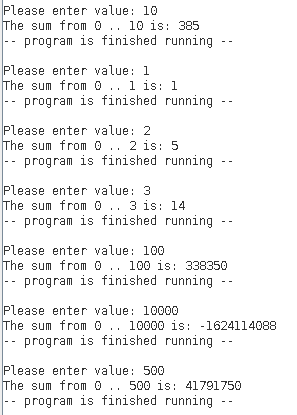 Please enter value: 10
The sum from 0 .. 10 is: 385
-- program is finished running --
Please enter value: 1
The sum from 0 .. 1 is: 1
-- program is finished running --
Please enter value: 2
The sum from 0 .. 2 is: 5
-- program is finished running --
Please enter value: 3
The sum from 0 .. 3 is: 14
-- program is finished running --
Please enter value: 100
The sum from 0 .. 100 is: 338350
-- program is finished running --
Please enter value: 10000
The sum from 0 .. 10000 is: -1624114088
-- program is finished running --
Please enter value: 500
The sum from 0 .. 500 is: 41791750
-- program is finished running --